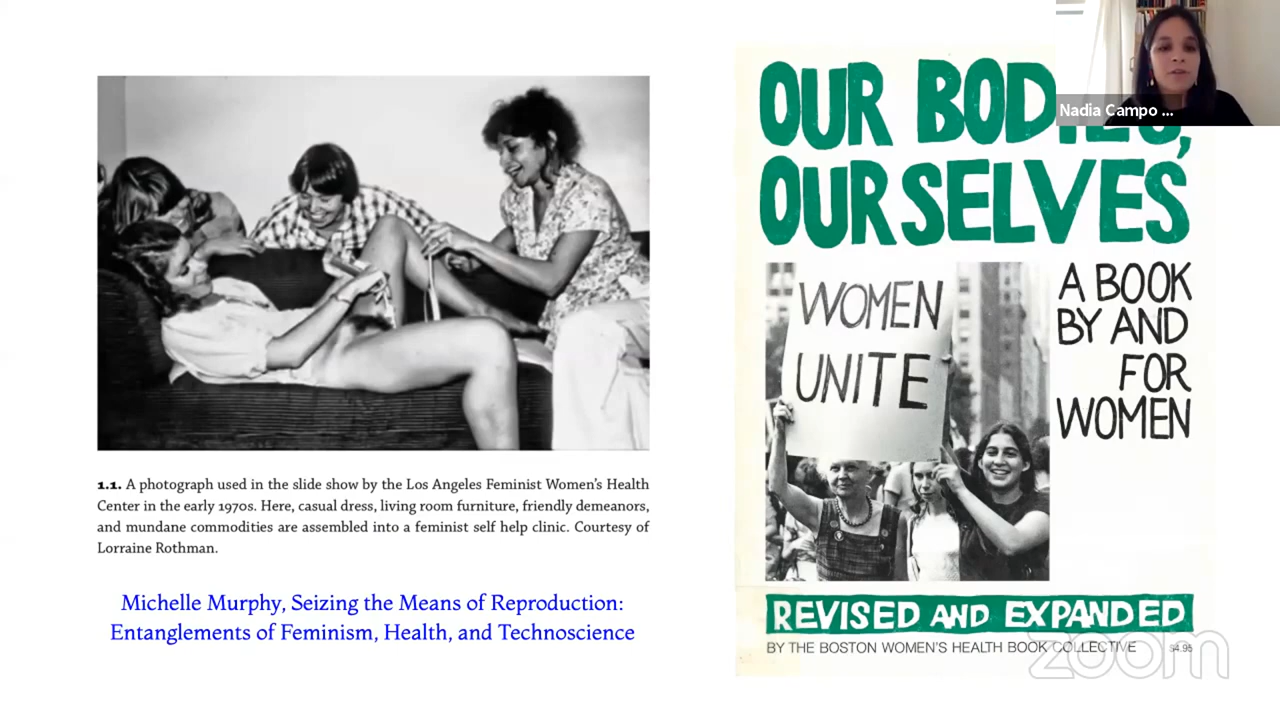 Nadia Campo ...
OUR BODIES,
OURSELVES
WOMEN
UNITE
A BOOK
BY AND
FOR
WOMEN
REVISED AND EXPANDED
BY THE BOSTON WOMEN'S HEALTH BOOK COLLECTIVE
$4.95
1.1. A photograph used in the slide show by the Los Angeles Feminist Women's Health
Center in the early 1970s. Here, casual dress, living room furniture, friendly demeanors,
and mundane commodities are assembled into a feminist self help clinic. Courtesy of
Lorraine Rothman.
Michelle Murphy, Seizing the Means of Reproduction:
Entanglements of Feminism, Health, and Technoscience
zoom